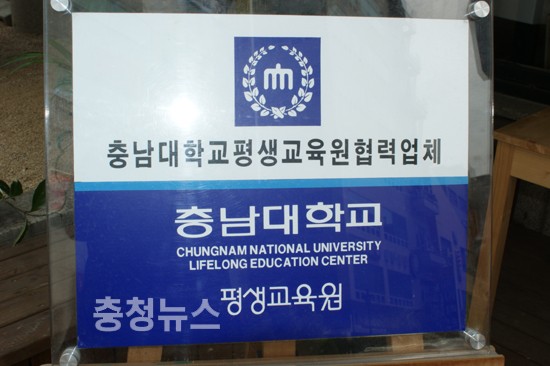 충남대학교평생교육원협력업체
충남대학교
CHUNGNAM NATIONAL UNIVERSITY
LIFELONG EDUCATION CENTER
평생교육원
충청뉴스